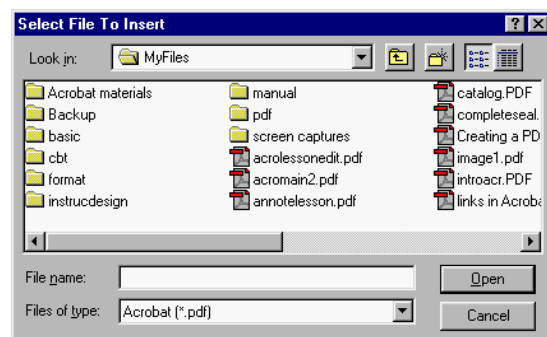 Select File To Insert
Look in: MyFiles
Acrobat materials manual catalog.PDF
Backup pdf completeseal.
basic screen captures Creating a PD
cbt acrolessonedit.pdf image1.pdf
format acromain2.pdf introacr.PDF
instrucdesign annotelesson.pdf links in Acroba
File name: Open
Files of type: Acrobat (*.pdf) Cancel